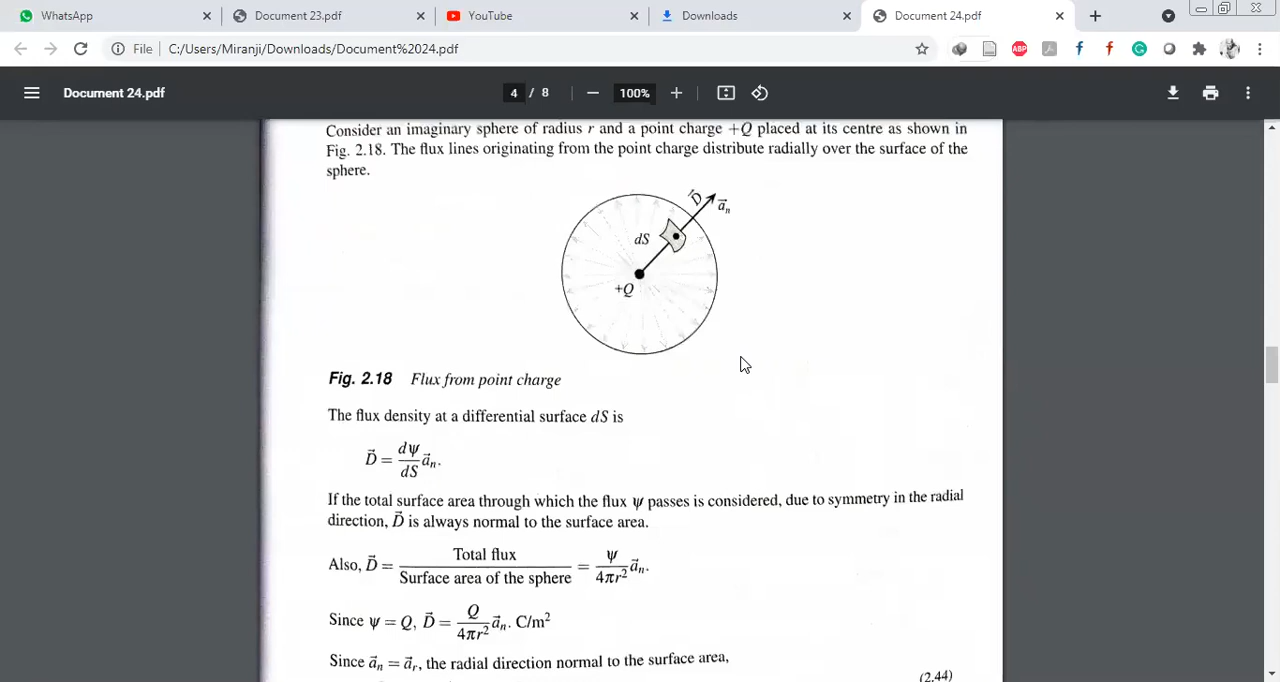 WhatsApp Document 23.pdf YouTube Downloads Document 24.pdf
File C:/Users/Miranji/Downloads/Document%2024.pdf ABP
Document 24.pdf 4 / 8 100%
Consider an imaginary sphere of radius r and a point charge +Q placed at its centre as shown in
Fig. 2.18. The flux lines originating from the point charge distribute radially over the surface of the
sphere.
D⃗
a⃗ₙ
dS
+Q
Fig. 2.18 Flux from point charge
The flux density at a differential surface dS is
D⃗ = dψ/dS a⃗ₙ.
If the total surface area through which the flux ψ passes is considered, due to symmetry in the radial
direction, D⃗ is always normal to the surface area.
Also, D⃗ = Total flux / Surface area of the sphere = ψ/4πr² a⃗ₙ.
Since ψ = Q, D⃗ = Q/4πr² a⃗ₙ. C/m²
Since a⃗ₙ = a⃗ᵣ, the radial direction normal to the surface area,
(2.44)